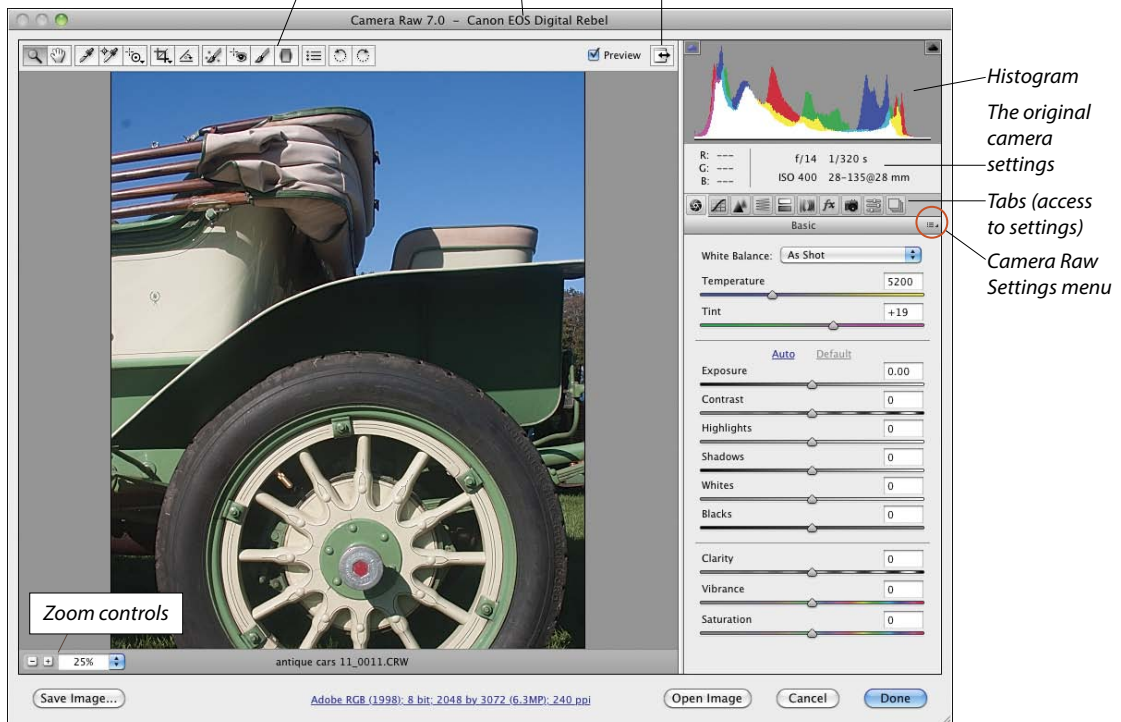 Camera Raw 7.0 – Canon EOS Digital Rebel
Preview
Histogram
The original
camera
settings
R: ---
G: ---
B: ---
f/14 1/320 s
ISO 400 28–135@28 mm
fx
Tabs (access
to settings)
Basic
Camera Raw
Settings menu
White Balance: As Shot
Temperature 5200
Tint +19
Auto Default
Exposure 0.00
Contrast 0
Highlights 0
Shadows 0
Whites 0
Blacks 0
Clarity 0
Vibrance 0
Saturation 0
Zoom controls
25%
antique cars 11_0011.CRW
Save Image...
Adobe RGB (1998); 8 bit; 2048 by 3072 (6.3MP); 240 ppi
Open Image
Cancel
Done